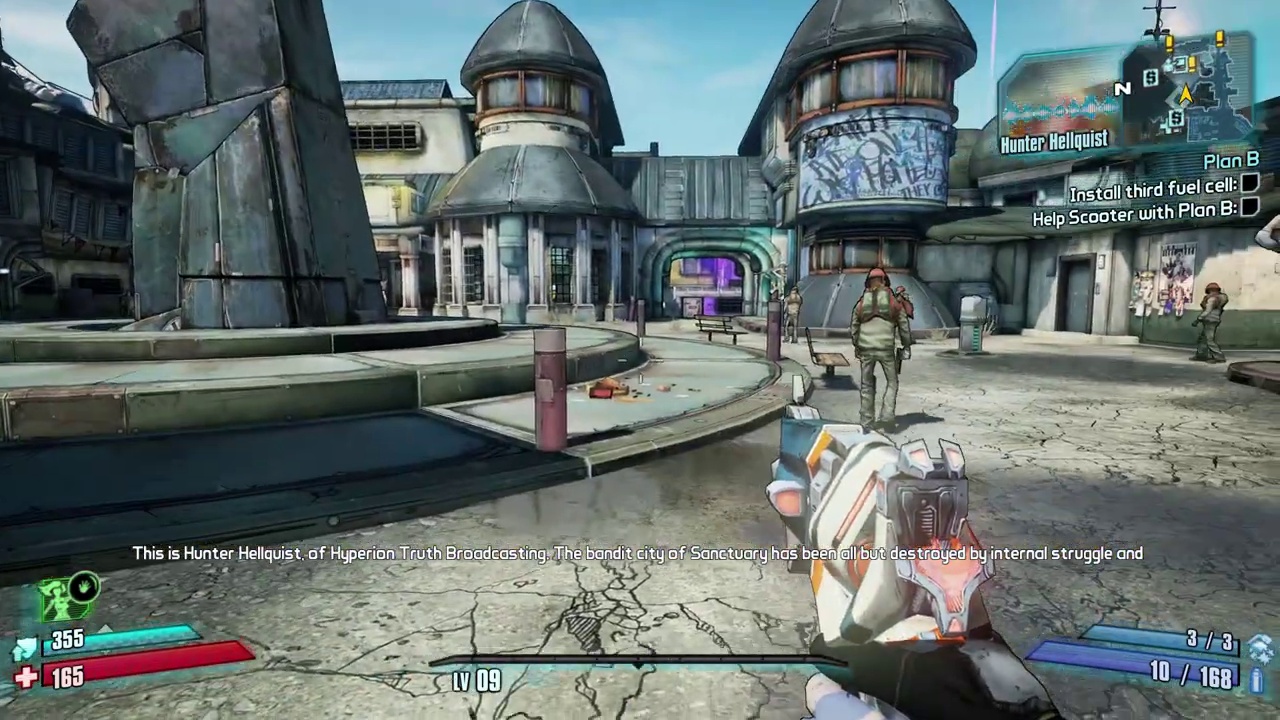 N
$
$
Hunter Hellquist
Plan B
Install third fuel cell:
Help Scooter with Plan B:
This is Hunter Hellquist, of Hyperion Truth Broadcasting. The bandit city of Sanctuary has been all but destroyed by internal struggle and
355
165
LV 09
3 / 3
10 / 168